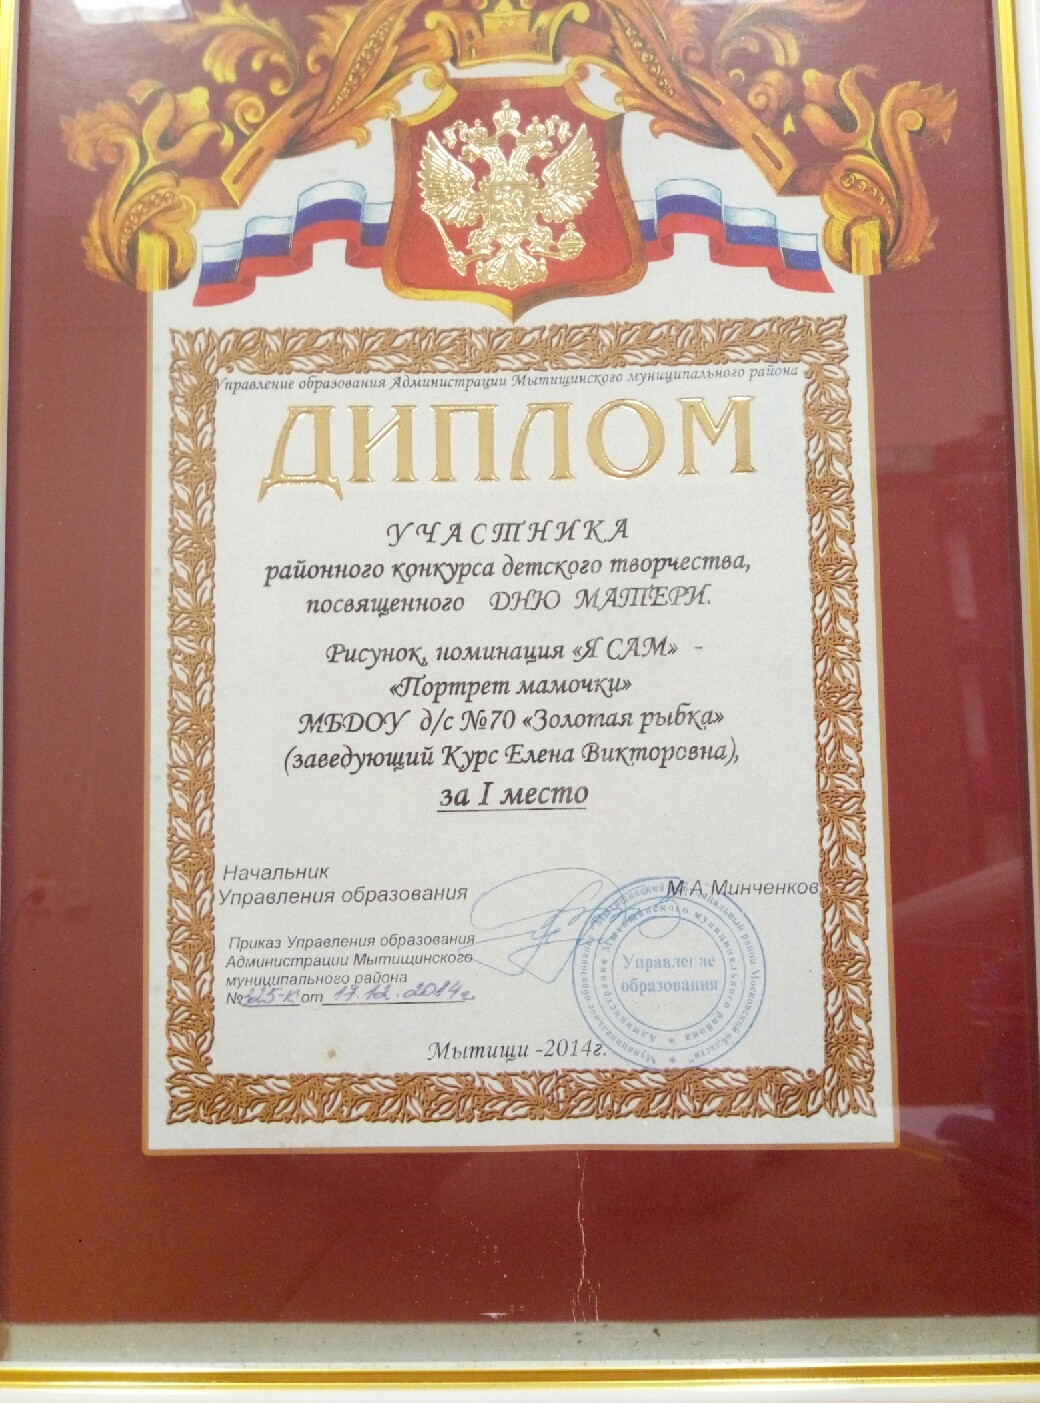 Управление образования Администрации Мытищинского муниципального района
ДИПЛОМ
УЧАСТНИКА
районного конкурса детского творчества,
посвященного ДНЮ МАТЕРИ.
Рисунок, номинация «Я САМ» -
«Портрет мамочки»
МБДОУ д/с №70 «Золотая рыбка»
(заведующий Курс Елена Викторовна),
за I место
Начальник
Управления образования
М.А.Минченков
Приказ Управления образования
Администрации Мытищинского
муниципального района
№325-к от 17.12.2014г.
Управление
образования
Мытищи -2014г.